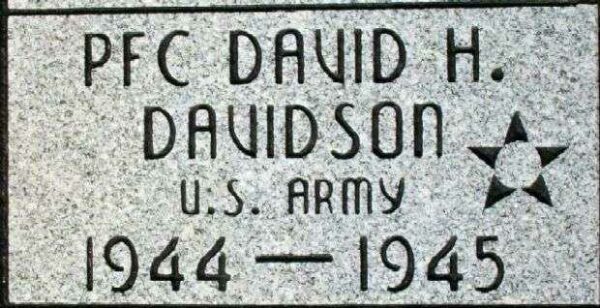 PFC DAVID H.
DAVIDSON
U.S. ARMY
1944 — 1945